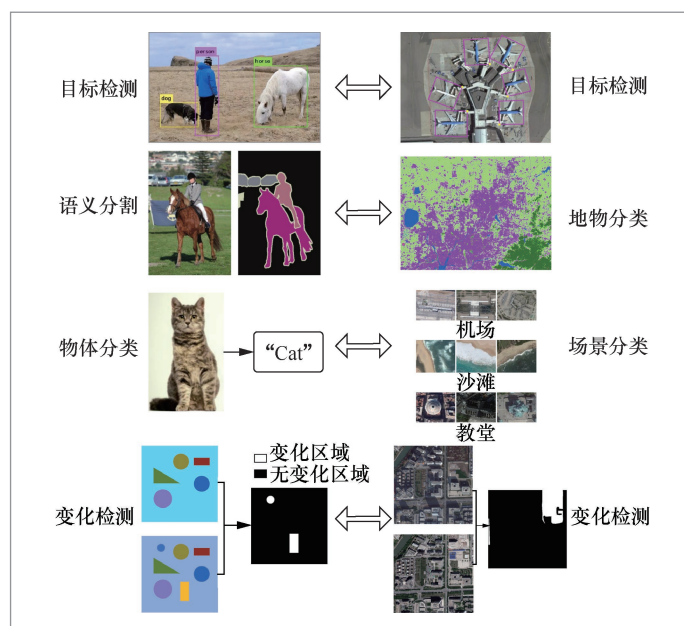 目标检测
dog
person
horse
目标检测
语义分割
地物分类
物体分类
“Cat”
机场
沙滩
教堂
场景分类
变化检测
变化区域
无变化区域
变化检测